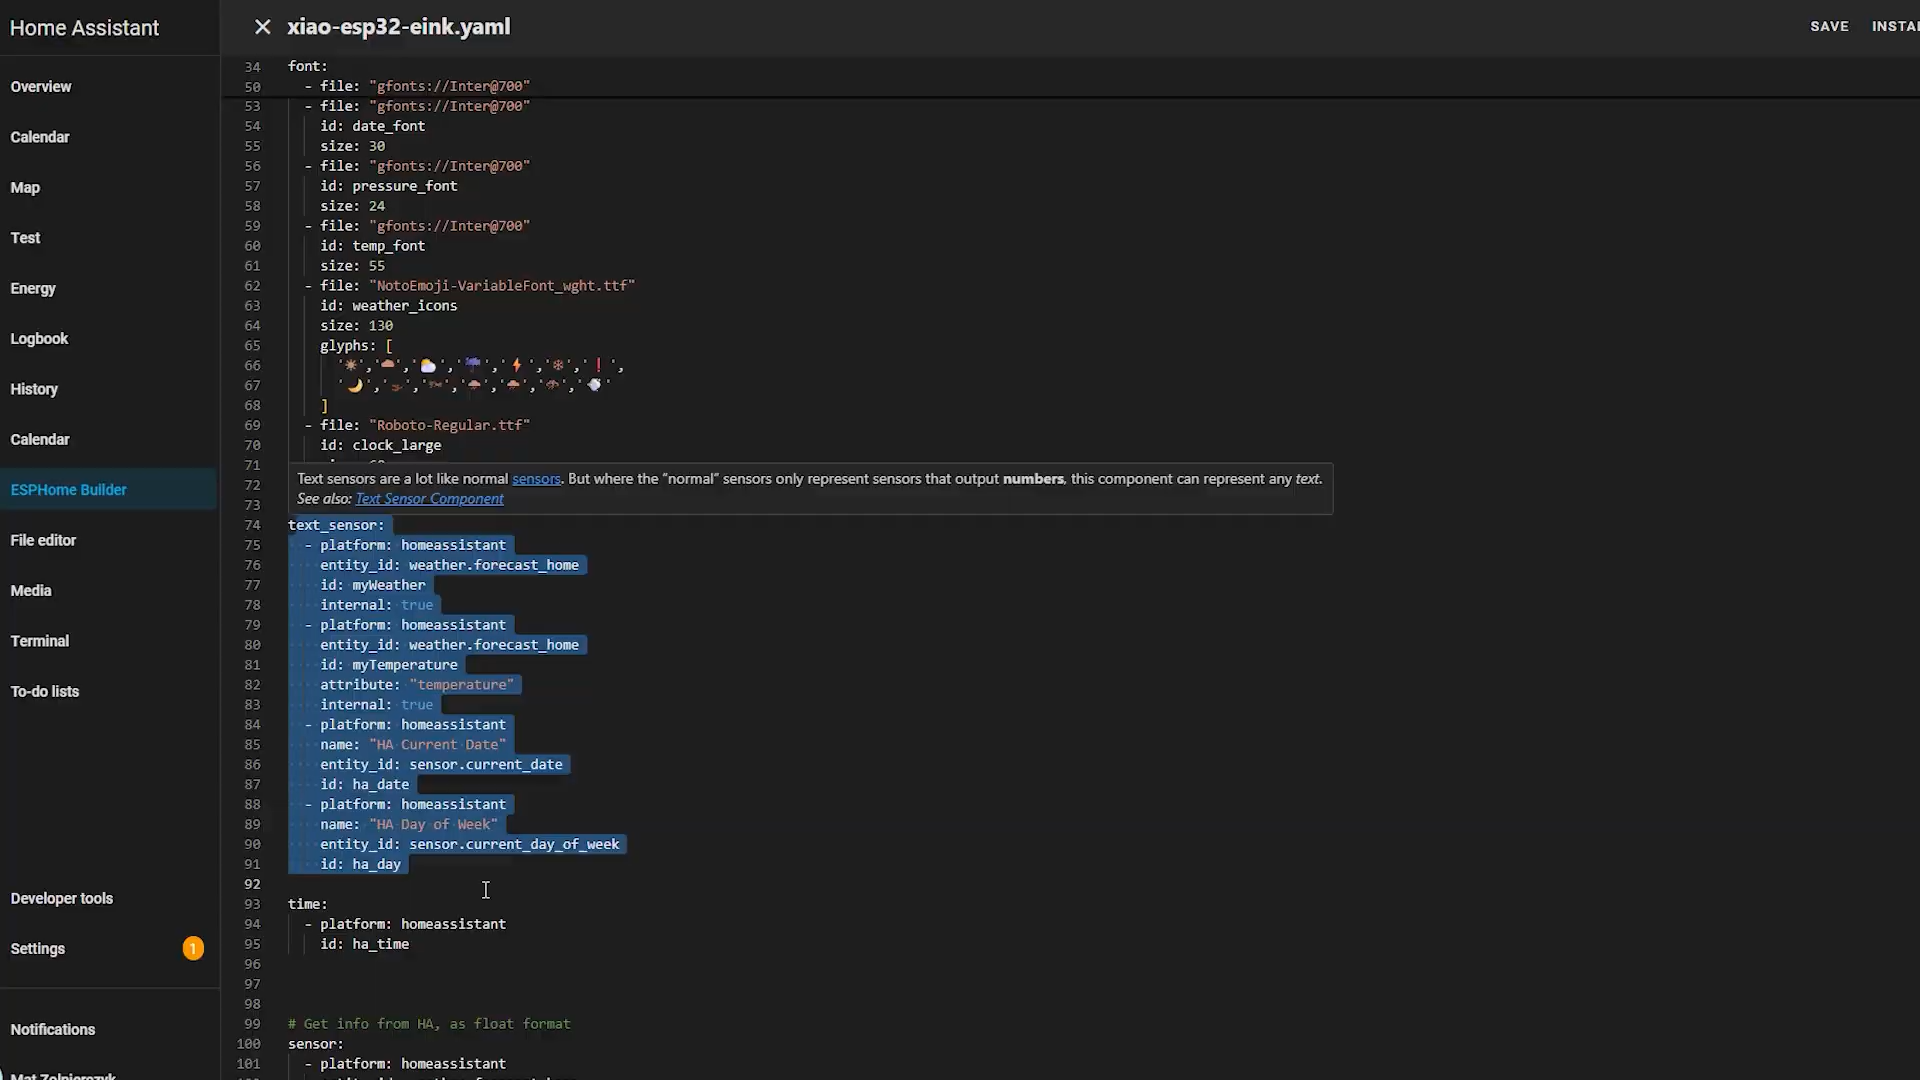 Home Assistant
Overview
Calendar
Map
Test
Energy
Logbook
History
Calendar
ESPHome Builder
File editor
Media
Terminal
To-do lists
Developer tools
Settings 1
Notifications
Mat Zolnierczyk
xiao-esp32-eink.yaml
SAVE INSTAL
34 font:
50 - file: "gfonts://Inter@700"
53 - file: "gfonts://Inter@700"
54 id: date_font
55 size: 30
56 - file: "gfonts://Inter@700"
57 id: pressure_font
58 size: 24
59 - file: "gfonts://Inter@700"
60 id: temp_font
61 size: 55
62 - file: "NotoEmoji-VariableFont_wght.ttf"
63 id: weather_icons
64 size: 130
65 glyphs: [
66
67
68 ]
69 - file: "Roboto-Regular.ttf"
70 id: clock_large
71
72
73
Text sensors are a lot like normal sensors. But where the “normal” sensors only represent sensors that output numbers, this component can represent any text.
See also: Text Sensor Component
74 text_sensor:
75 - platform: homeassistant
76 entity_id: weather.forecast_home
77 id: myWeather
78 internal: true
79 - platform: homeassistant
80 entity_id: weather.forecast_home
81 id: myTemperature
82 attribute: "temperature"
83 internal: true
84 - platform: homeassistant
85 name: "HA Current Date"
86 entity_id: sensor.current_date
87 id: ha_date
88 - platform: homeassistant
89 name: "HA Day of Week"
90 entity_id: sensor.current_day_of_week
91 id: ha_day
92
93 time:
94 - platform: homeassistant
95 id: ha_time
96
97
98
99 # Get info from HA, as float format
100 sensor:
101 - platform: homeassistant